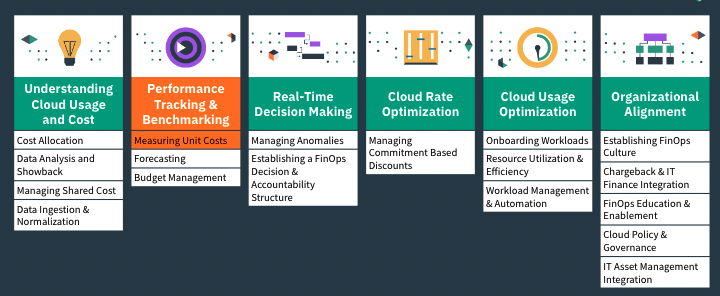 Understanding
Cloud Usage
and Cost
Cost Allocation
Data Analysis and
Showback
Managing Shared Cost
Data Ingestion &
Normalization
Performance
Tracking &
Benchmarking
Measuring Unit Costs
Forecasting
Budget Management
Real-Time
Decision Making
Managing Anomalies
Establishing a FinOps
Decision &
Accountability
Structure
Cloud Rate
Optimization
Managing
Commitment Based
Discounts
Cloud Usage
Optimization
Onboarding Workloads
Resource Utilization &
Efficiency
Workload Management
& Automation
Organizational
Alignment
Establishing FinOps
Culture
Chargeback & IT
Finance Integration
FinOps Education &
Enablement
Cloud Policy &
Governance
IT Asset Management
Integration